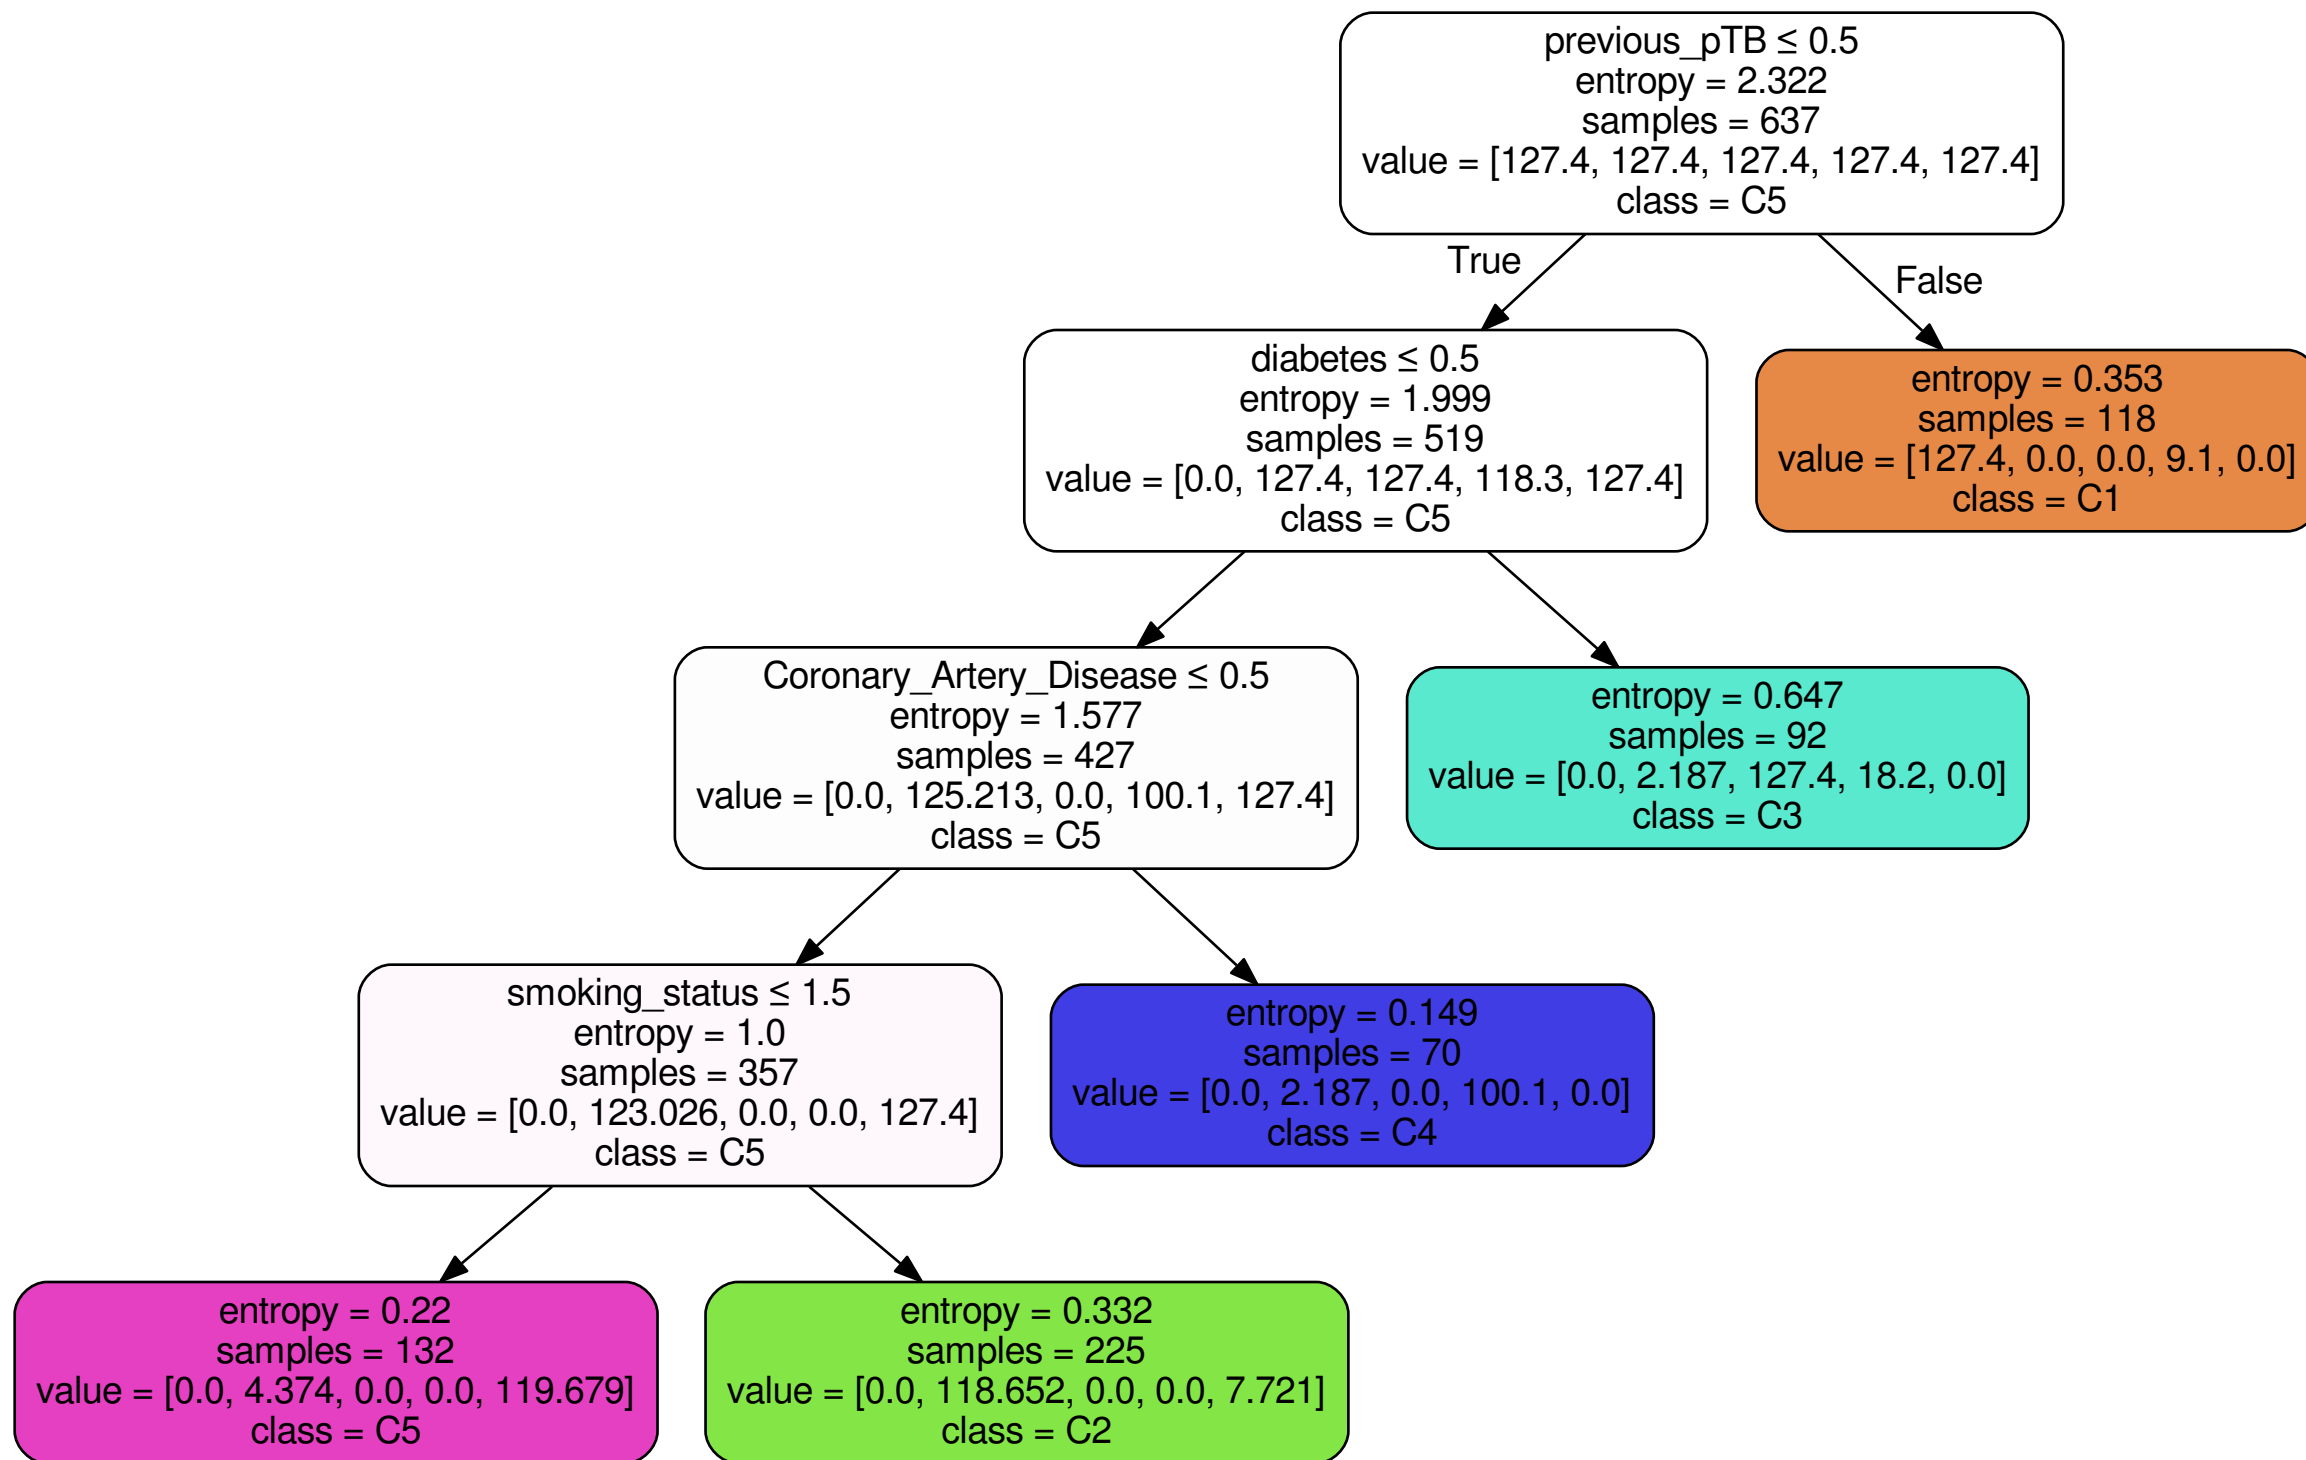 previous_pTB ≤ 0.5
entropy = 2.322
samples = 637
value = [127.4, 127.4, 127.4, 127.4, 127.4]
class = C5
True
False
diabetes ≤ 0.5
entropy = 1.999
samples = 519
value = [0.0, 127.4, 127.4, 118.3, 127.4]
class = C5
entropy = 0.353
samples = 118
value = [127.4, 0.0, 0.0, 9.1, 0.0]
class = C1
Coronary_Artery_Disease ≤ 0.5
entropy = 1.577
samples = 427
value = [0.0, 125.213, 0.0, 100.1, 127.4]
class = C5
entropy = 0.647
samples = 92
value = [0.0, 2.187, 127.4, 18.2, 0.0]
class = C3
smoking_status ≤ 1.5
entropy = 1.0
samples = 357
value = [0.0, 123.026, 0.0, 0.0, 127.4]
class = C5
entropy = 0.149
samples = 70
value = [0.0, 2.187, 0.0, 100.1, 0.0]
class = C4
entropy = 0.22
samples = 132
value = [0.0, 4.374, 0.0, 0.0, 119.679]
class = C5
entropy = 0.332
samples = 225
value = [0.0, 118.652, 0.0, 0.0, 7.721]
class = C2